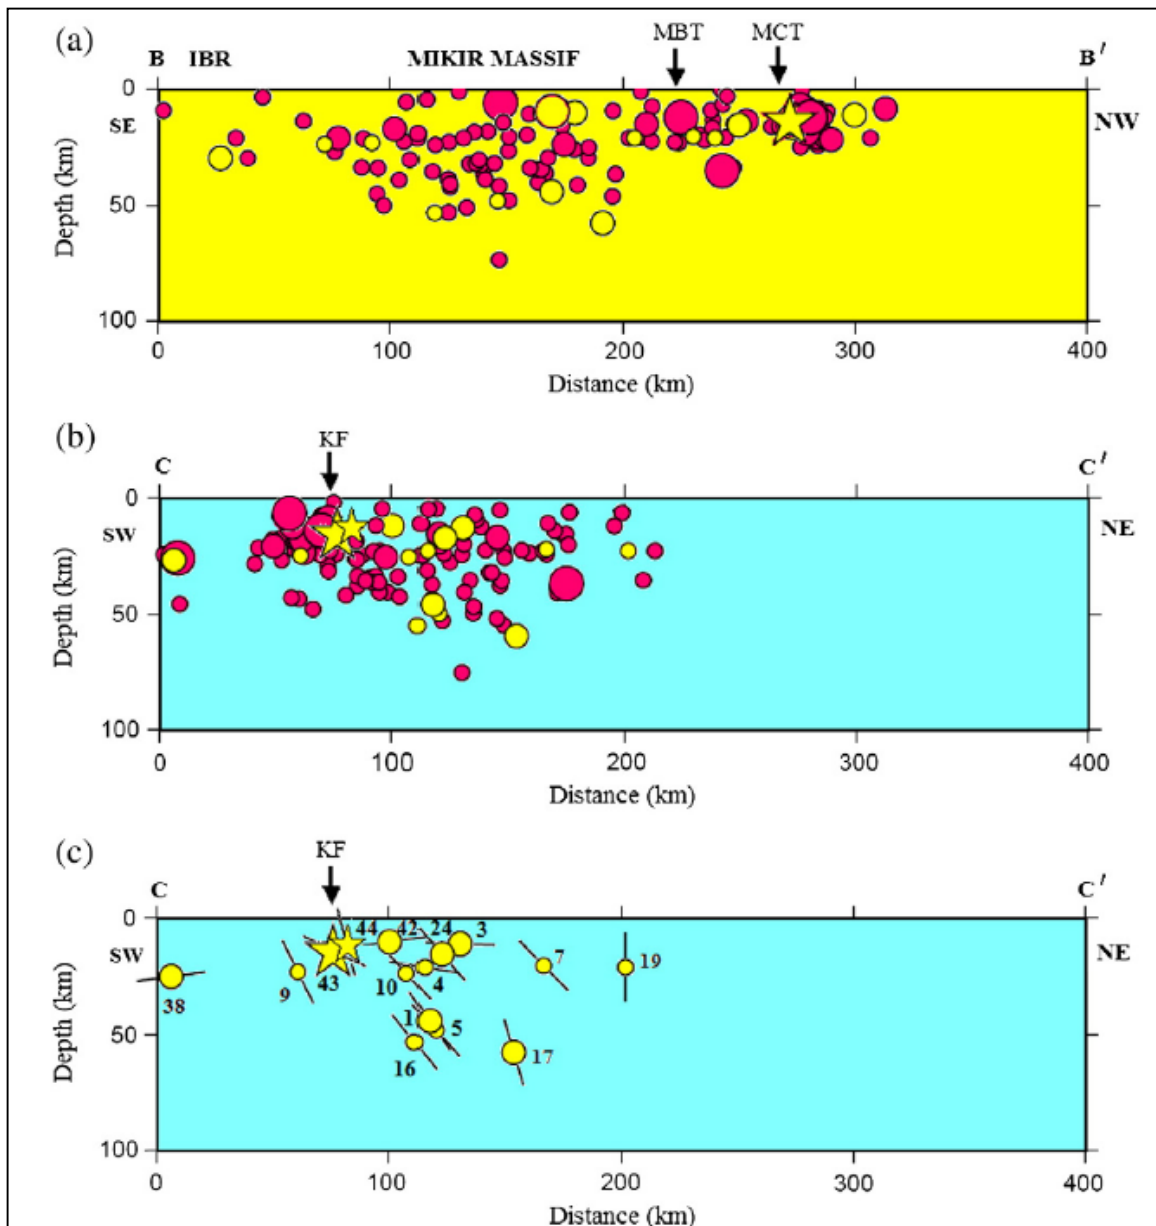 (a)
MBT MCT
B IBR MIKIR MASSIF B′
0
SE NW
50
100
Depth (km)
0 100 200 300 400
Distance (km)
(b)
KF
C C′
0
SW NE
50
100
Depth (km)
0 100 200 300 400
Distance (km)
(c)
KF
C C′
0
44 42 24 3
SW 7 19 NE
38 9 43 10 4
50
1 5
16 17
100
Depth (km)
0 100 200 300 400
Distance (km)